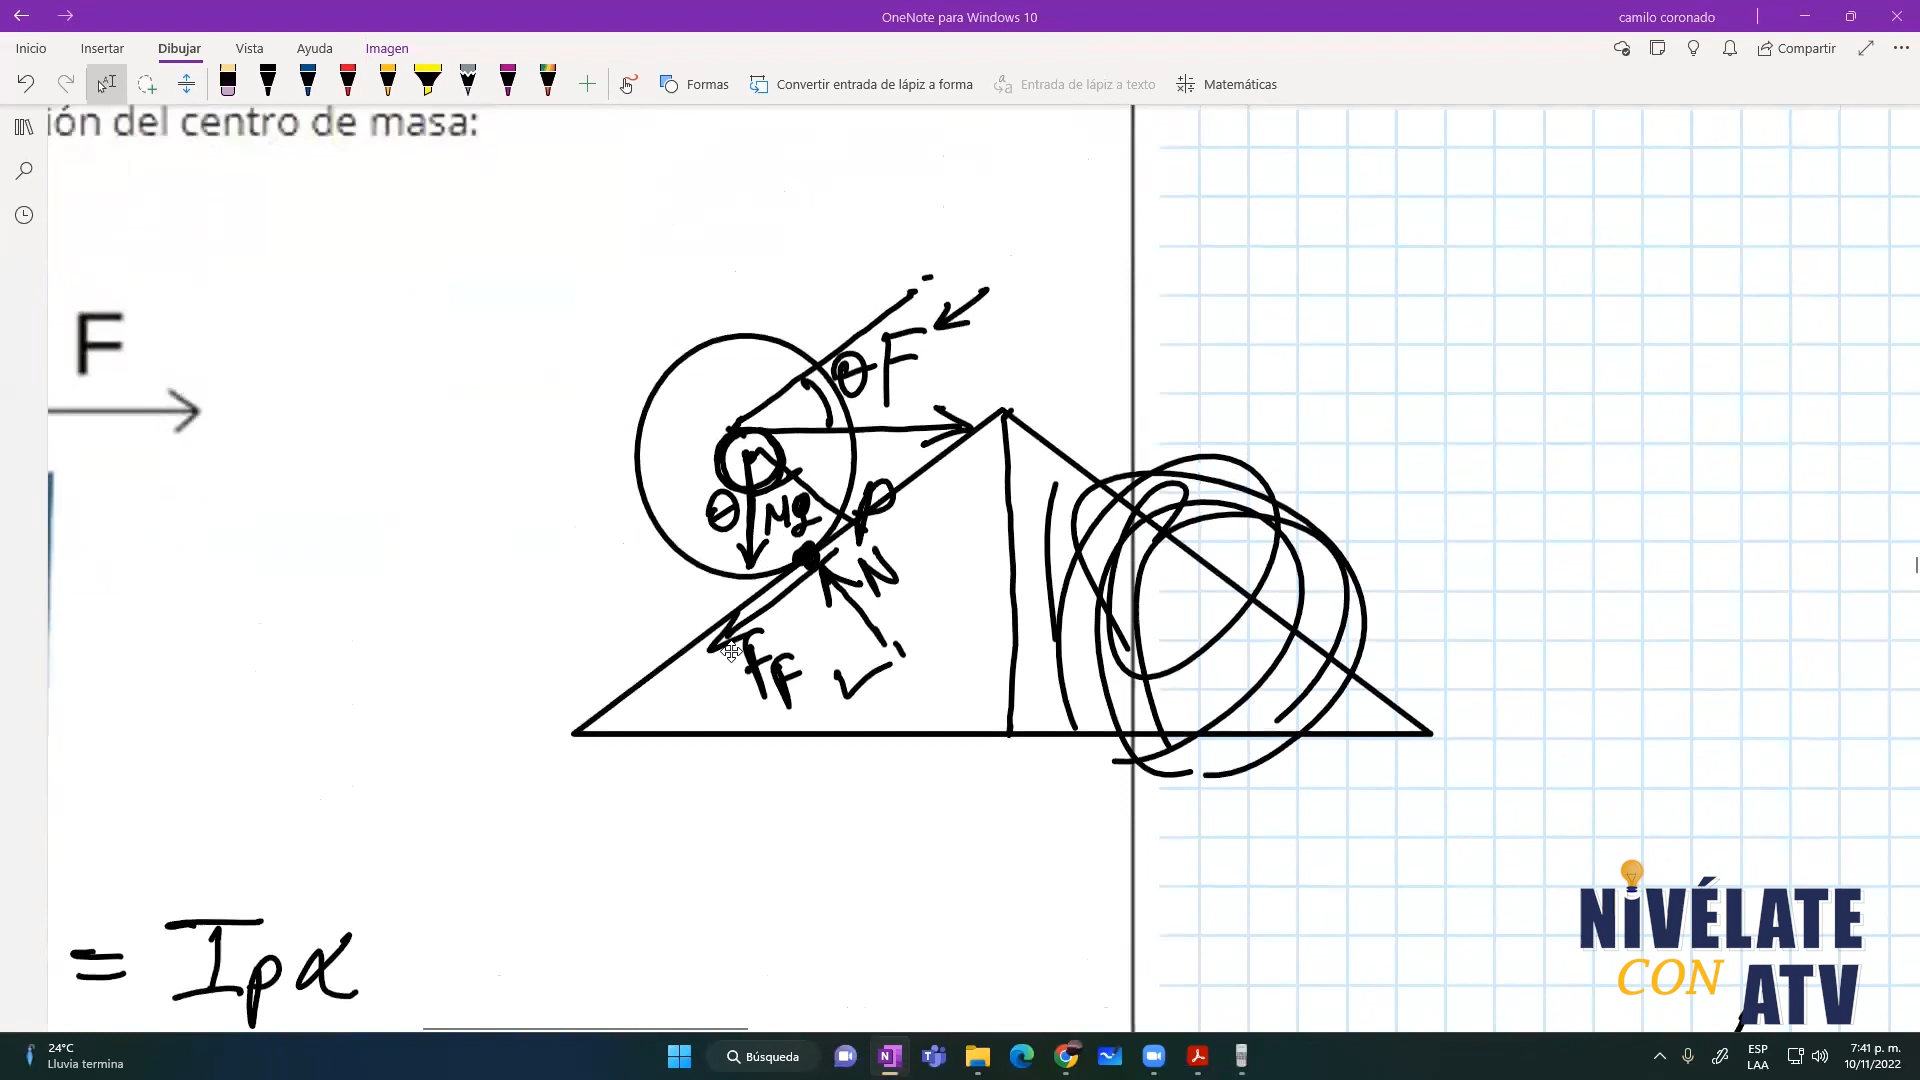 OneNote para Windows 10
camilo coronado
Inicio
Insertar
Dibujar
Vista
Ayuda
Imagen
Compartir
Formas
Convertir entrada de lápiz a forma
Entrada de lápiz a texto
Matemáticas
ión del centro de masa:
F
θ F
θ Mg P
N
FF
= Ipα
NIVÉLATE
CON
ATV
24°C
Lluvia termina
Búsqueda
ESP
LAA
7:41 p. m.
10/11/2022